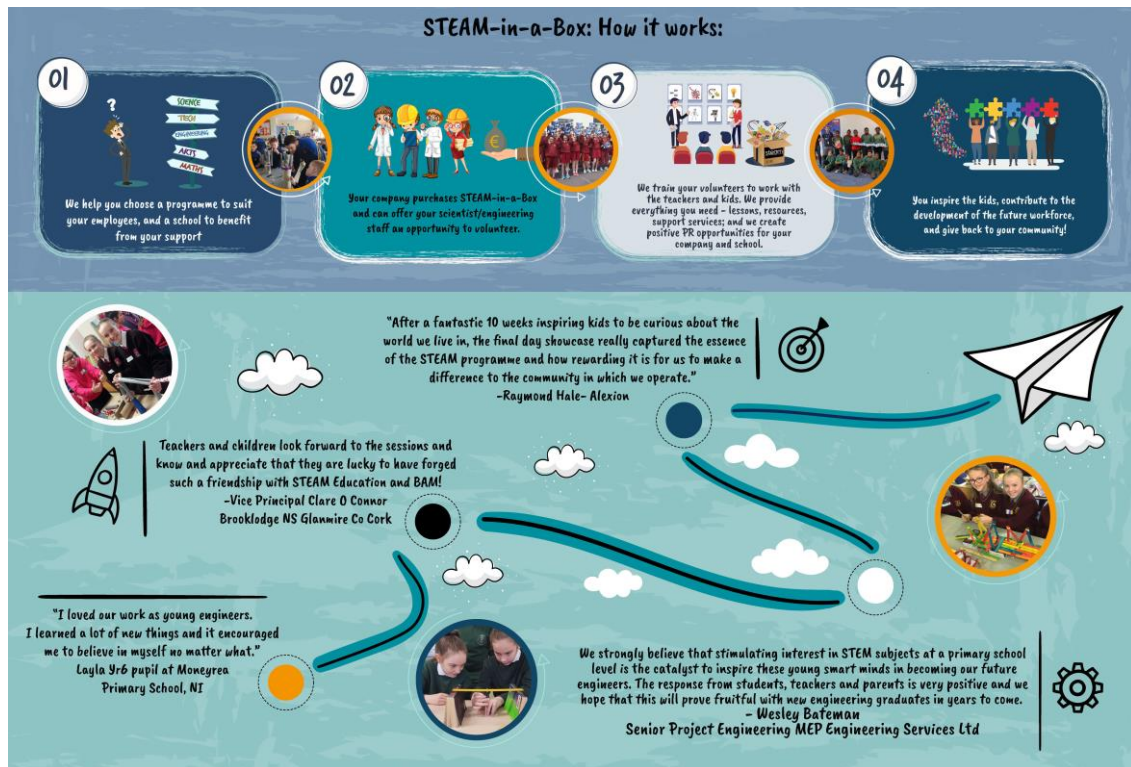 STEAM-in-a-Box: How it works:
01
?
SCIENCE
TECH
ENGINEERING
ARTS
MATHS
We help you choose a programme to suit
your employees, and a school to benefit
from your support
02
€
Your company purchases STEAM-in-a-Box
and can offer your scientist/engineering
staff an opportunity to volunteer.
03
We train your volunteers to work with
the teachers and kids. We provide
everything you need - lessons, resources,
support services; and we create
positive PR opportunities for your
company and school.
04
You inspire the kids, contribute to the
development of the future workforce,
and give back to your community!
"After a fantastic 10 weeks inspiring kids to be curious about the
world we live in, the final day showcase really captured the essence
of the STEAM programme and how rewarding it is for us to make a
difference to the community in which we operate."
-Raymond Hale- Alexion
Teachers and children look forward to the sessions and
know and appreciate that they are lucky to have forged
such a friendship with STEAM Education and BAM!
-Vice Principal Clare O Connor
Brooklodge NS Glanmire Co Cork
"I loved our work as young engineers.
I learned a lot of new things and it encouraged
me to believe in myself no matter what."
Layla Yr6 pupil at Moneyrea
Primary School, NI
We strongly believe that stimulating interest in STEM subjects at a primary school
level is the catalyst to inspire these young smart minds in becoming our future
engineers. The response from students, teachers and parents is very positive and we
hope that this will prove fruitful with new engineering graduates in years to come.
- Wesley Bateman
Senior Project Engineering MEP Engineering Services Ltd